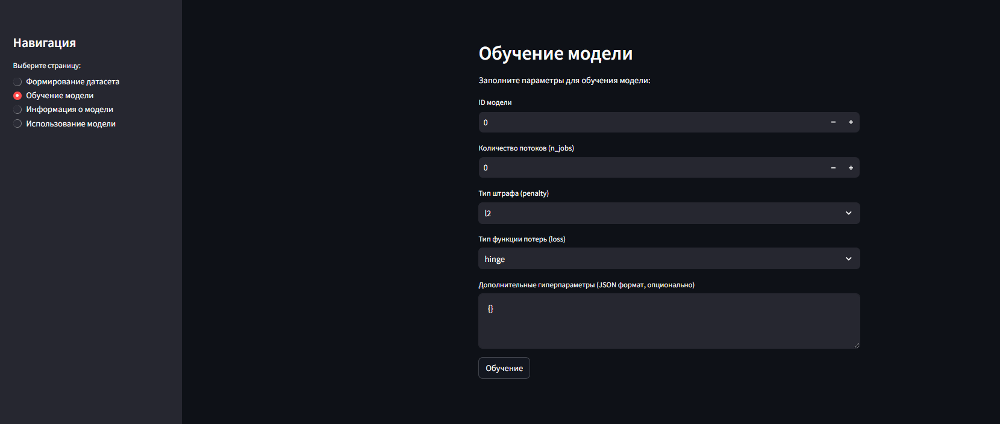 Навигация
Выберите страницу:
Формирование датасета
Обучение модели
Информация о модели
Использование модели
Обучение модели
Заполните параметры для обучения модели:
ID модели
0
Количество потоков (n_jobs)
0
Тип штрафа (penalty)
l2
Тип функции потерь (loss)
hinge
Дополнительные гиперпараметры (JSON формат, опционально)
{}
Обучение